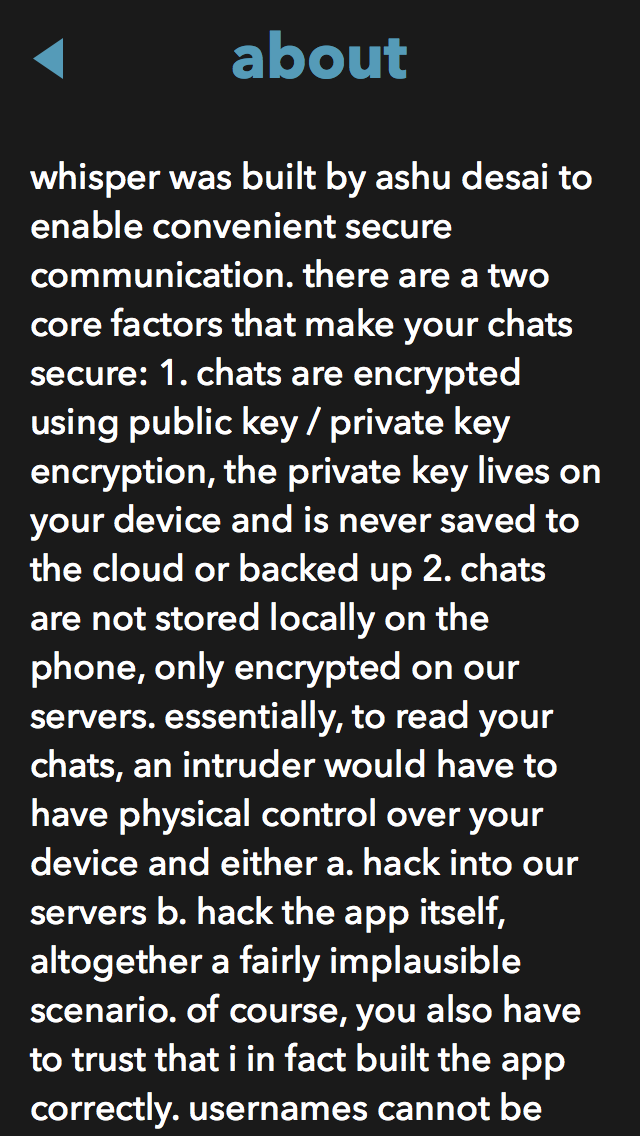 about
whisper was built by ashu desai to
enable convenient secure
communication. there are a two
core factors that make your chats
secure: 1. chats are encrypted
using public key / private key
encryption, the private key lives on
your device and is never saved to
the cloud or backed up 2. chats
are not stored locally on the
phone, only encrypted on our
servers. essentially, to read your
chats, an intruder would have to
have physical control over your
device and either a. hack into our
servers b. hack the app itself,
altogether a fairly implausible
scenario. of course, you also have
to trust that i in fact built the app
correctly. usernames cannot be